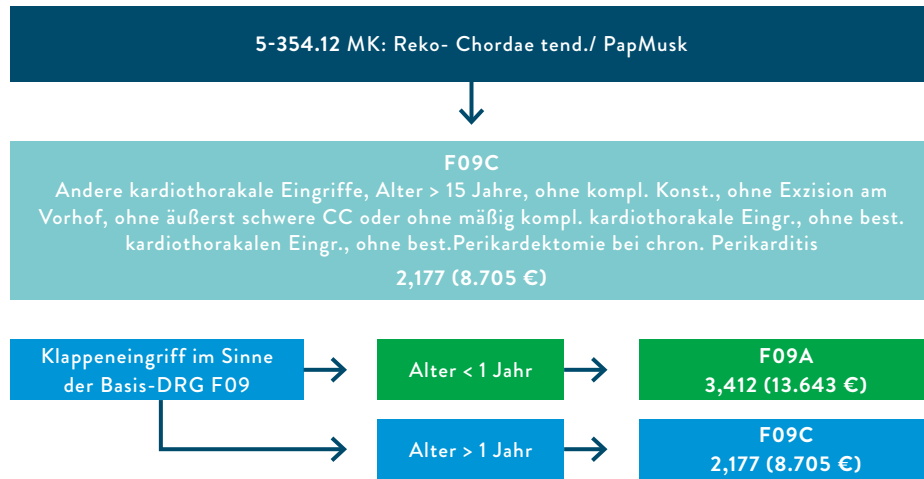 5-354.12 MK: Reko- Chordae tend./ PapMusk
F09C
Andere kardiothorakale Eingriffe, Alter > 15 Jahre, ohne kompl. Konst., ohne Exzision am
Vorhof, ohne äußerst schwere CC oder ohne mäßig kompl. kardiothorakale Eingr., ohne best.
kardiothorakalen Eingr., ohne best.Perikardektomie bei chron. Perikarditis
2,177 (8.705 €)
Klappeneingriff im Sinne
der Basis-DRG F09
Alter < 1 Jahr
F09A
3,412 (13.643 €)
Alter > 1 Jahr
F09C
2,177 (8.705 €)